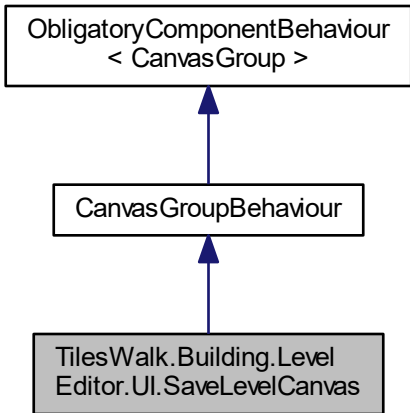 ObligatoryComponentBehaviour
< CanvasGroup >
CanvasGroupBehaviour
TilesWalk.Building.Level
Editor.UI.SaveLevelCanvas